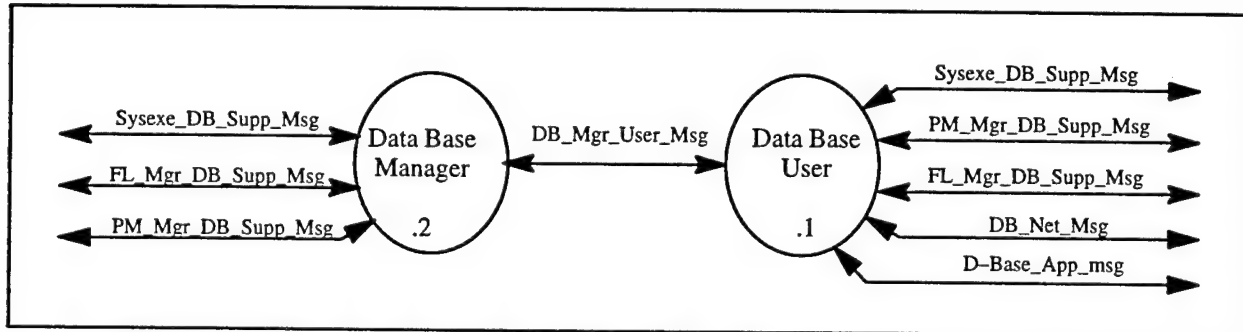 Sysexe_DB_Supp_Msg
FL_Mgr_DB_Supp_Msg
PM_Mgr_DB_Supp_Msg
Data Base
Manager
.2
DB_Mgr_User_Msg
Data Base
User
.1
Sysexe_DB_Supp_Msg
PM_Mgr_DB_Supp_Msg
FL_Mgr_DB_Supp_Msg
DB_Net_Msg
D–Base_App_msg